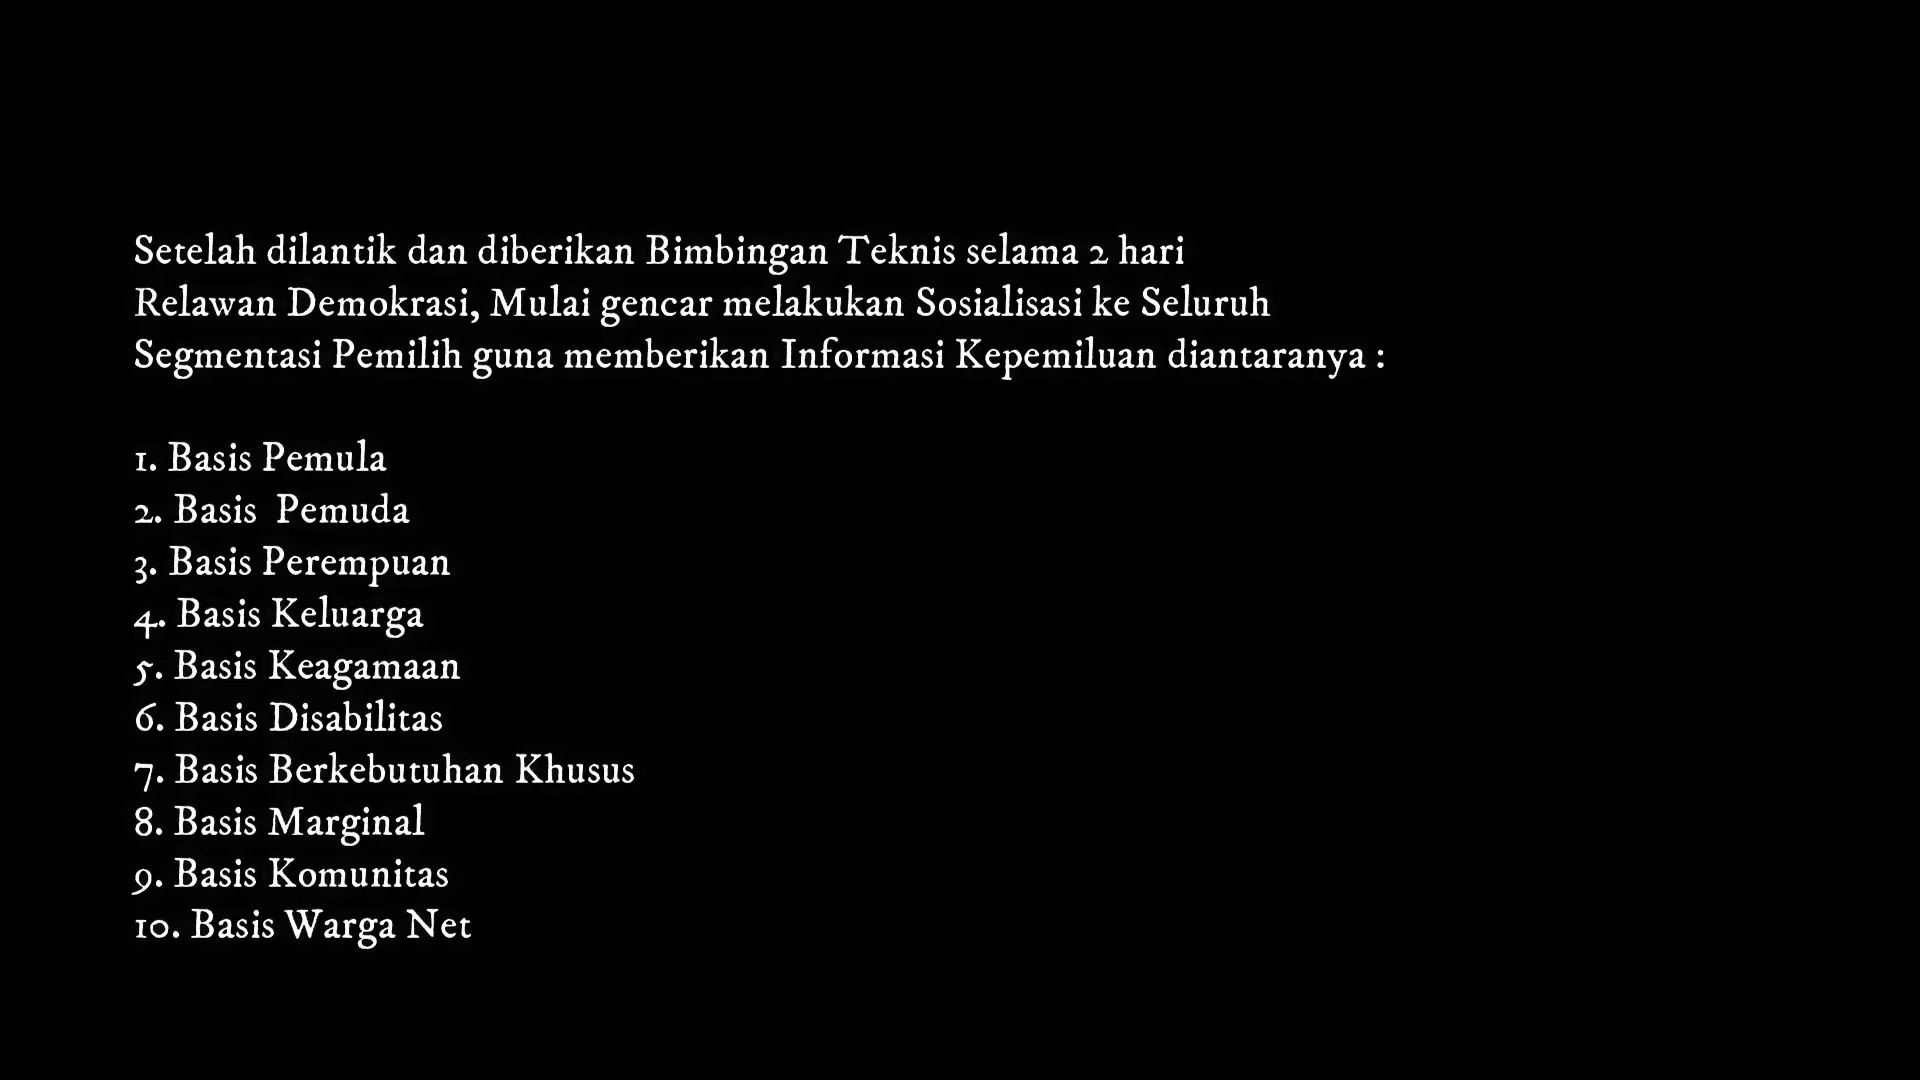 Setelah dilantik dan diberikan Bimbingan Teknis selama 2 hari
Relawan Demokrasi, Mulai gencar melakukan Sosialisasi ke Seluruh
Segmentasi Pemilih guna memberikan Informasi Kepemiluan diantaranya :
1. Basis Pemula
2. Basis  Pemuda
3. Basis Perempuan
4. Basis Keluarga
5. Basis Keagamaan
6. Basis Disabilitas
7. Basis Berkebutuhan Khusus
8. Basis Marginal
9. Basis Komunitas
10. Basis Warga Net